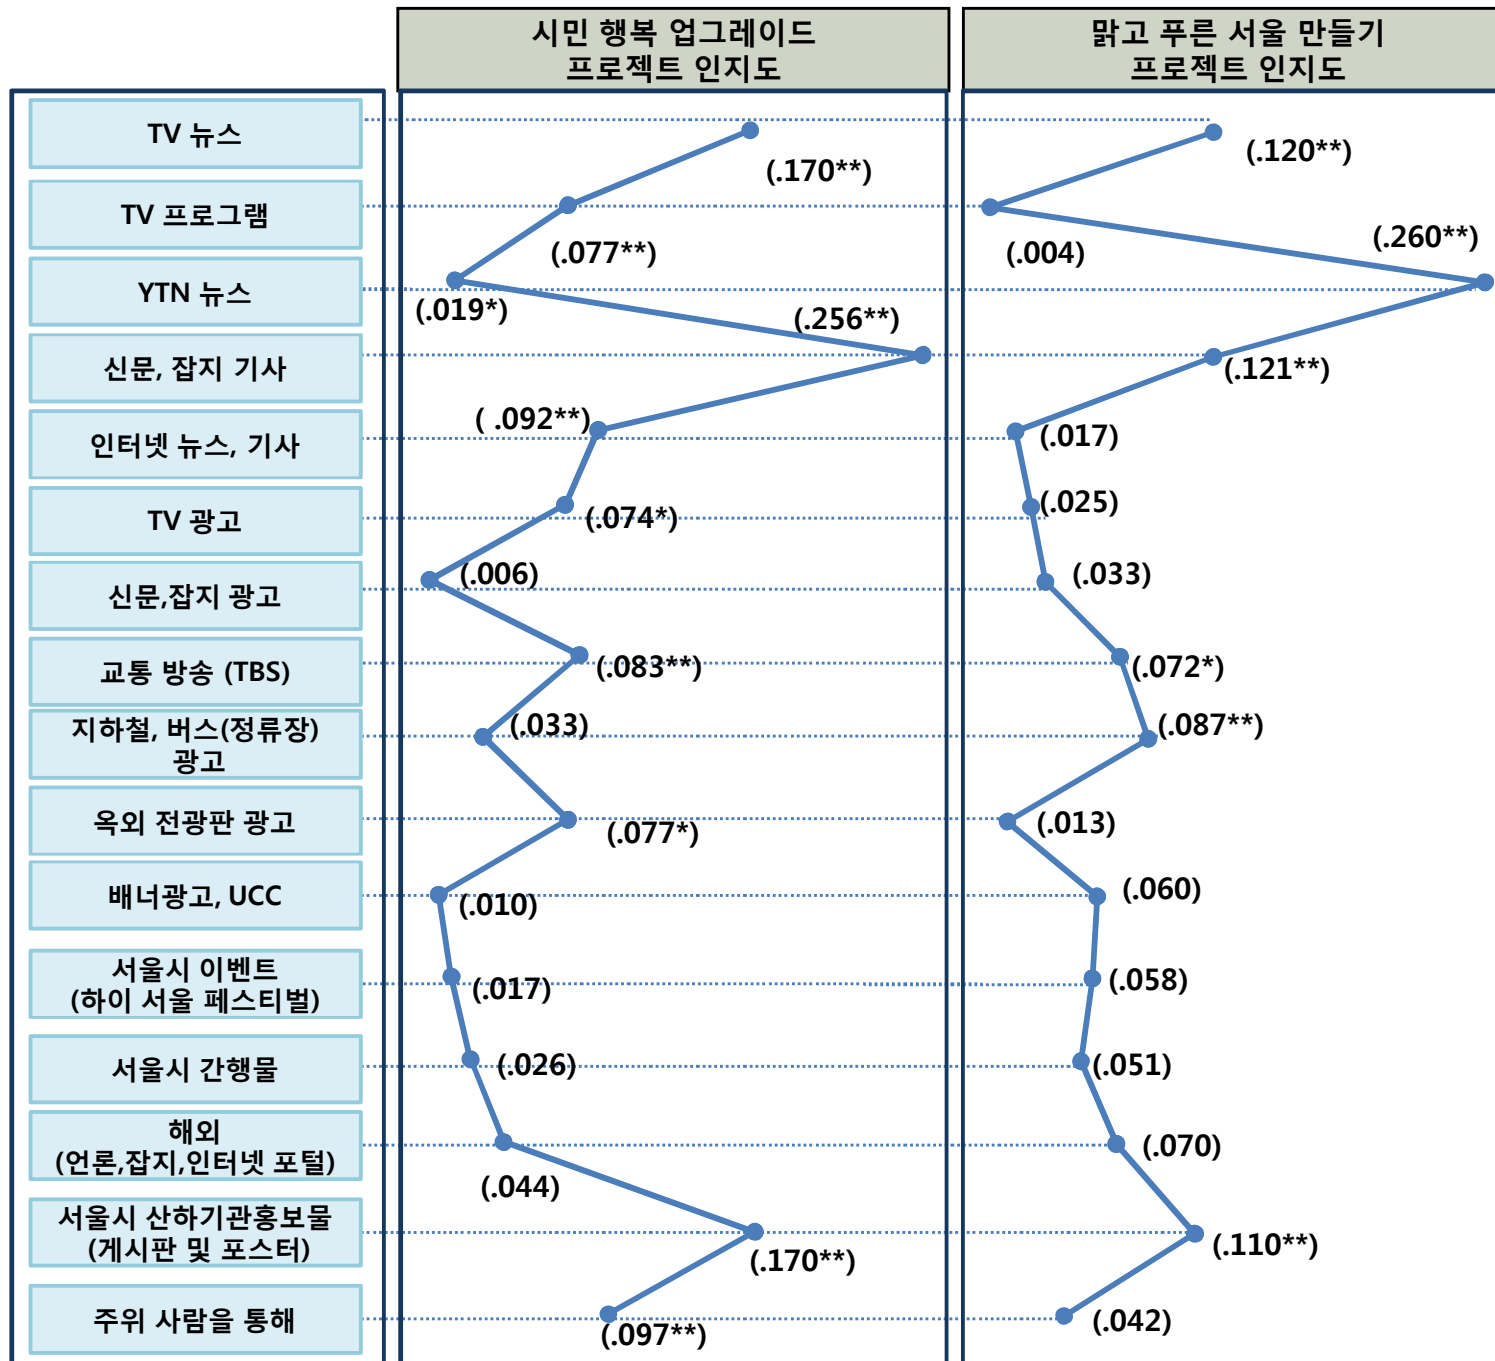 시민 행복 업그레이드
프로젝트 인지도
맑고 푸른 서울 만들기
프로젝트 인지도
TV 뉴스
(.170**)
(.120**)
TV 프로그램
(.077**)
(.004)
YTN 뉴스
(.019*)
(.260**)
신문, 잡지 기사
(.256**)
(.121**)
인터넷 뉴스, 기사
( .092**)
(.017)
TV 광고
(.074*)
(.025)
신문,잡지 광고
(.006)
(.033)
교통 방송 (TBS)
(.083**)
(.072*)
지하철, 버스(정류장)
광고
(.033)
(.087**)
옥외 전광판 광고
(.077*)
(.013)
배너광고, UCC
(.010)
(.060)
서울시 이벤트
(하이 서울 페스티벌)
(.017)
(.058)
서울시 간행물
(.026)
(.051)
해외
(언론,잡지,인터넷 포털)
(.044)
(.070)
서울시 산하기관홍보물
(게시판 및 포스터)
(.170**)
(.110**)
주위 사람을 통해
(.097**)
(.042)